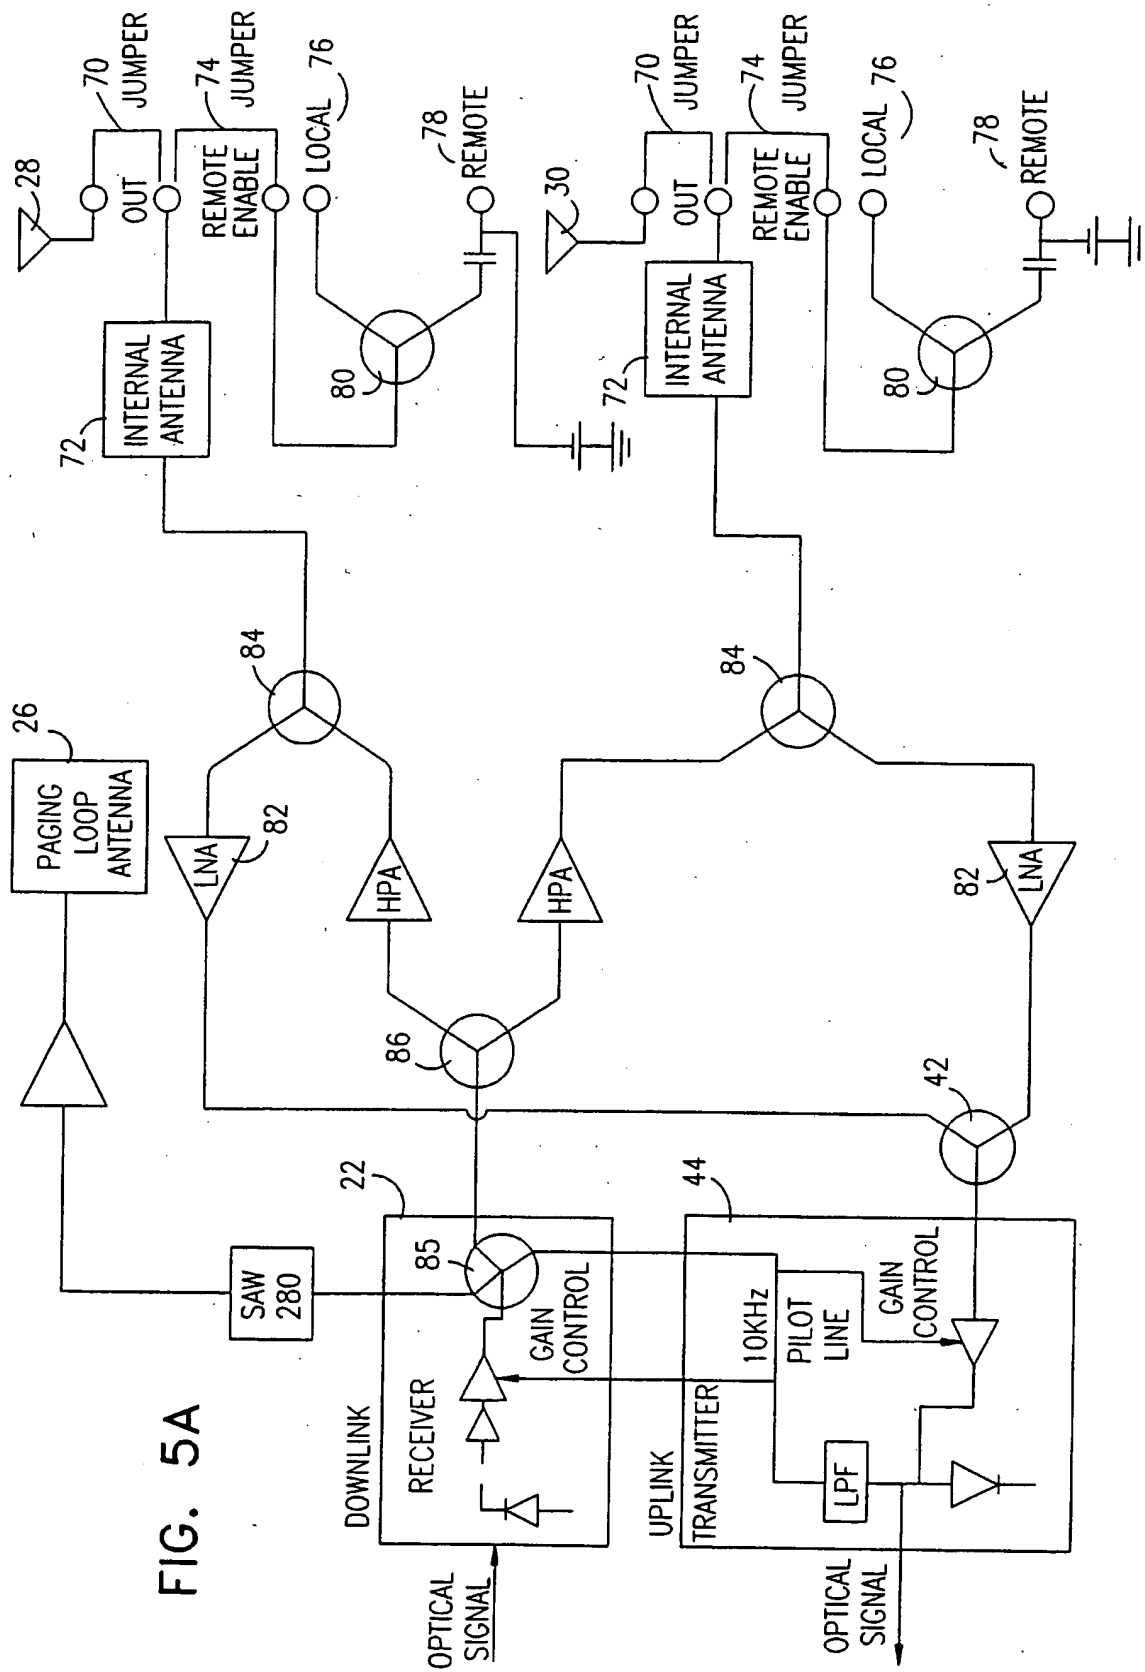 FIG. 5A
OPTICAL
SIGNAL
DOWNLINK
RECEIVER
GAIN
CONTROL
22
85
SAW
280
PAGING
LOOP
ANTENNA
26
86
HPA
HPA
LNA
82
84
72
INTERNAL
ANTENNA
28
70
JUMPER
OUT
74
JUMPER
REMOTE
ENABLE
LOCAL
76
80
78
REMOTE
OPTICAL
SIGNAL
UPLINK
TRANSMITTER
LPF
10KHz
PILOT
LINE
GAIN
CONTROL
44
42
82
LNA
84
72
INTERNAL
ANTENNA
30
70
JUMPER
OUT
74
JUMPER
REMOTE
ENABLE
LOCAL
76
80
78
REMOTE